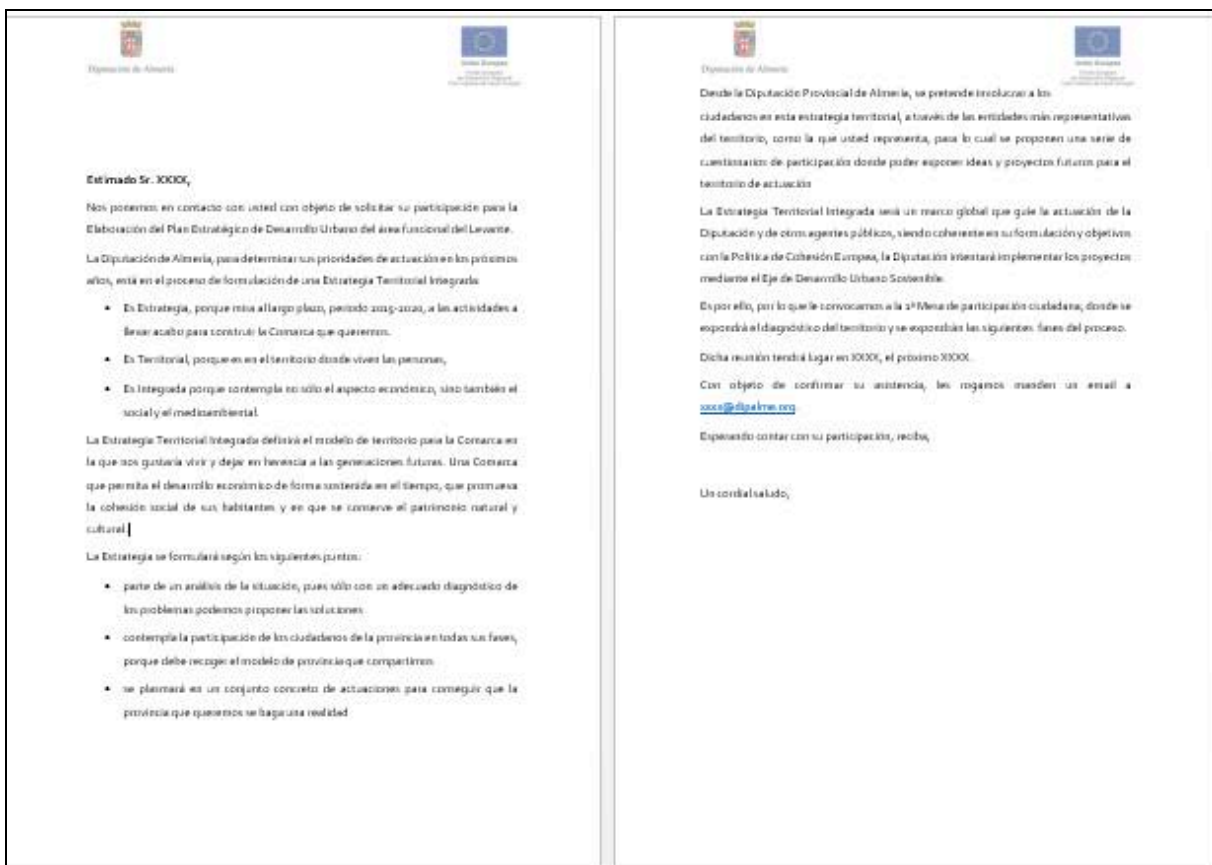 Diputación de Almería
Unión Europea
Estimado Sr. XXXX,
Nos ponemos en contacto con usted con objeto de solicitar su participación para la
Elaboración del Plan Estratégico de Desarrollo Urbano del área funcional del Levante.
La Diputación de Almería, para determinar sus prioridades de actuación en los próximos
años, está en el proceso de formulación de una Estrategia Territorial Integrada
• Es Estrategia, porque mira al largo plazo, periodo 2015-2020, a las actividades a
llevar acabo para construir la Comarca que queremos.
• Es Territorial, porque es en el territorio donde viven las personas,
• Es Integrada porque contempla no sólo el aspecto económico, sino también el
social y el medioambiental.
La Estrategia Territorial Integrada definirá el modelo de territorio para la Comarca en
la que nos gustaría vivir y dejar en herencia a las generaciones futuras. Una Comarca
que permita el desarrollo económico de forma sostenida en el tiempo, que promueva
la cohesión social de sus habitantes y en que se conserve el patrimonio natural y
cultural.
La Estrategia se formulará según los siguientes puntos:
• parte de un análisis de la situación, pues sólo con un adecuado diagnóstico de
los problemas podemos proponer las soluciones
• contempla la participación de los ciudadanos de la provincia en todas sus fases,
porque debe recoger el modelo de provincia que compartimos
• se plasmará en un conjunto concreto de actuaciones para conseguir que la
provincia que queremos se haga una realidad
Diputación de Almería
Unión Europea
Desde la Diputación Provincial de Almería, se pretende involucrar a los
ciudadanos en esta estrategia territorial, a través de las entidades más representativas
del territorio, como la que usted representa, para lo cual se proponen una serie de
cuestionarios de participación donde poder exponer ideas y proyectos futuros para el
territorio de actuación
La Estrategia Territorial Integrada será un marco global que guíe la actuación de la
Diputación y de otros agentes públicos, siendo coherente en su formulación y objetivos
con la Política de Cohesión Europea, la Diputación intentará implementar los proyectos
mediante el Eje de Desarrollo Urbano Sostenible.
Es por ello, por lo que le convocamos a la 1ª Mesa de participación ciudadana, donde se
expondrá el diagnóstico del territorio y se expondrán las siguientes fases del proceso.
Dicha reunión tendrá lugar en XXXX, el próximo XXXX.
Con objeto de confirmar su asistencia, les rogamos manden un email a
xxxx@dipalme.org
Esperando contar con su participación, reciba,
Un cordial saludo,